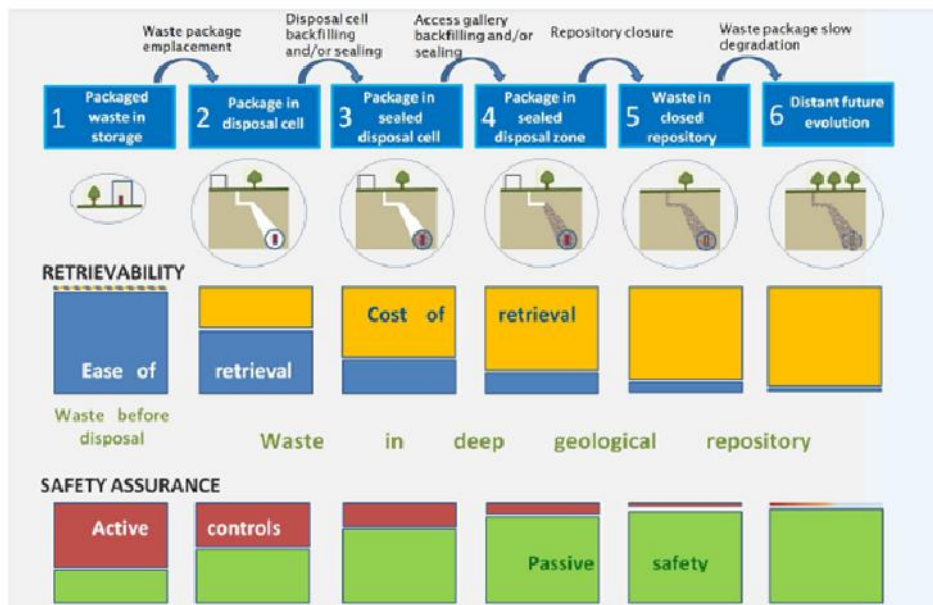 Waste package
emplacement
Disposal cell
backfilling
and/or sealing
Access gallery
backfilling and/or
sealing
Repository closure
Waste package slow
degradation
1 Packaged
waste in
storage
2 Package in
disposal cell
3 Package in
sealed
disposal cell
4 Package in
sealed
disposal zone
5 Waste in
closed
repository
6 Distant future
evolution
RETRIEVABILITY
Cost of retrieval
Ease of retrieval
Waste before
disposal
Waste in deep geological repository
SAFETY ASSURANCE
Active controls
Passive safety